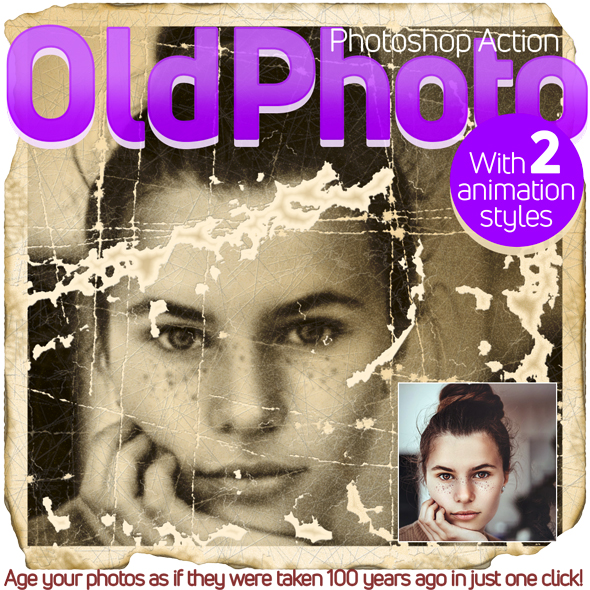 Photoshop Action
OldPhoto
With 2
animation
styles
Age your photos as if they were taken 100 years ago in just one click!